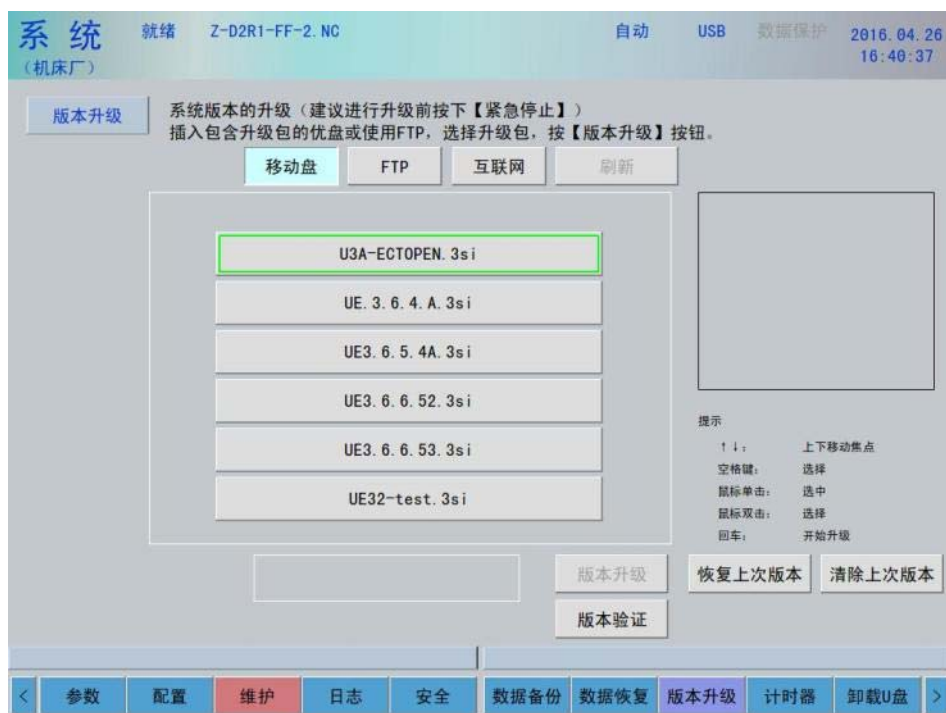 系 统 就绪 Z-D2R1-FF-2.NC 自动 USB 数据保护 2016.04.26
(机床厂) 16:40:37
版本升级 系统版本的升级（建议进行升级前按下【紧急停止】）
插入包含升级包的优盘或使用FTP，选择升级包，按【版本升级】按钮。
移动盘 FTP 互联网 刷新
U3A-ECTOPEN.3si
UE.3.6.4.A.3si
UE3.6.5.4A.3si
UE3.6.6.52.3si
UE3.6.6.53.3si
UE32-test.3si
提示
↑↓： 上下移动焦点
空格键： 选择
鼠标单击： 选中
鼠标双击： 选择
回车： 开始升级
版本升级 恢复上次版本 清除上次版本
版本验证
< 参数 配置 维护 日志 安全 数据备份 数据恢复 版本升级 计时器 卸载U盘 >